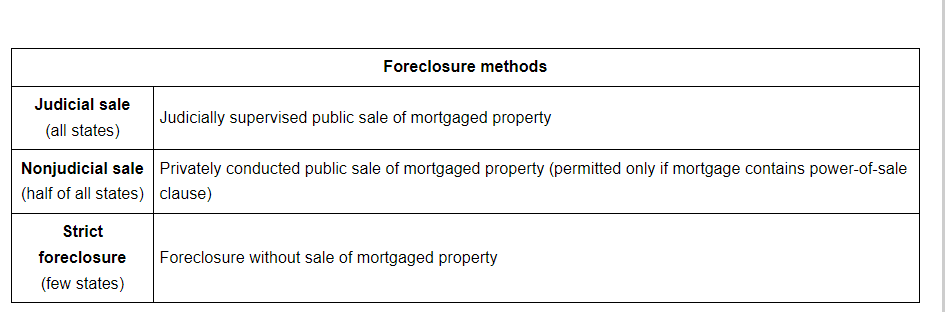 Foreclosure methods
Judicial sale
(all states)
Judicially supervised public sale of mortgaged property
Nonjudicial sale
(half of all states)
Privately conducted public sale of mortgaged property (permitted only if mortgage contains power-of-sale
clause)
Strict
foreclosure
(few states)
Foreclosure without sale of mortgaged property